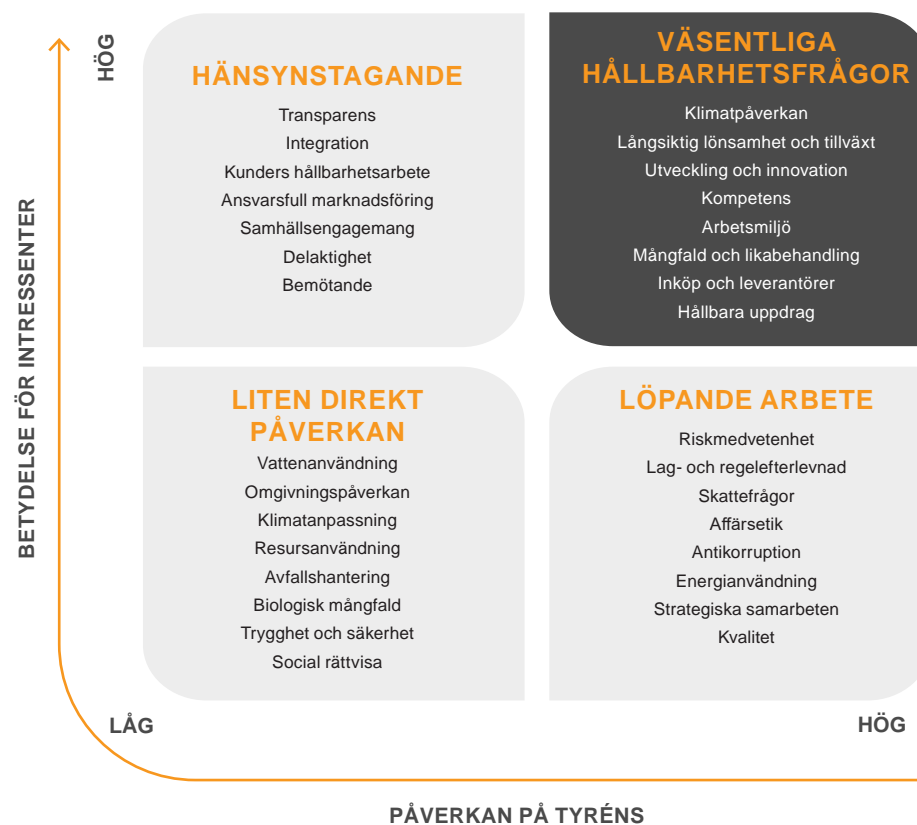 BETYDELSE FÖR INTRESSENTER
HÖG
HÄNSYNSTAGANDE
Transparens
Integration
Kunders hållbarhetsarbete
Ansvarsfull marknadsföring
Samhällsengagemang
Delaktighet
Bemötande
VÄSENTLIGA
HÅLLBARHETSFRÅGOR
Klimatpåverkan
Långsiktig lönsamhet och tillväxt
Utveckling och innovation
Kompetens
Arbetsmiljö
Mångfald och likabehandling
Inköp och leverantörer
Hållbara uppdrag
LITEN DIREKT
PÅVERKAN
Vattenanvändning
Omgivningspåverkan
Klimatanpassning
Resursanvändning
Avfallshantering
Biologisk mångfald
Trygghet och säkerhet
Social rättvisa
LÖPANDE ARBETE
Riskmedvetenhet
Lag- och regelefterlevnad
Skattefrågor
Affärsetik
Antikorruption
Energianvändning
Strategiska samarbeten
Kvalitet
LÅG
HÖG
PÅVERKAN PÅ TYRÉNS